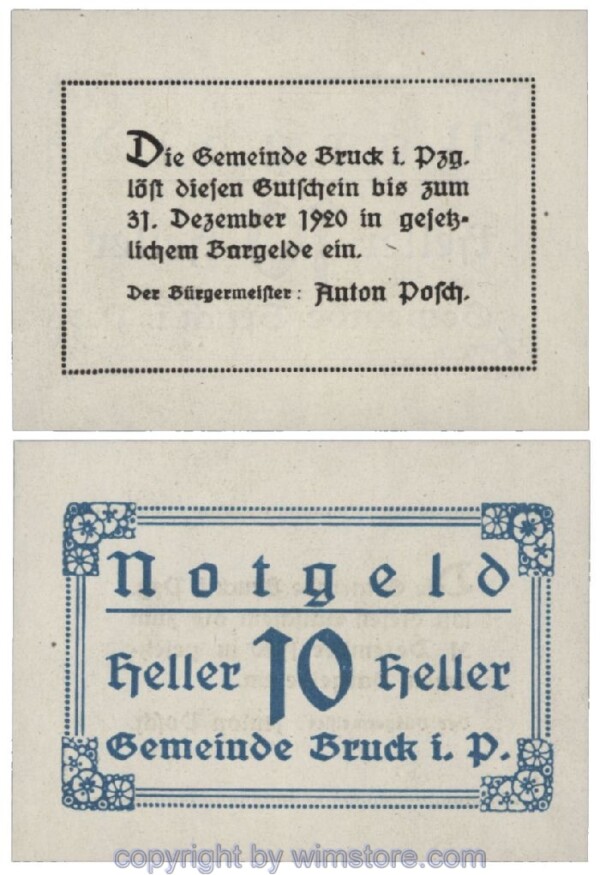 Die Gemeinde Bruck i. Pzg.
löst diesen Gutschein bis zum
31. Dezember 1920 in gesetz-
lichem Bargelde ein.
Der Bürgermeister: Anton Posch.
Notgeld
Heller 10 Heller
Gemeinde Bruck i. P.
copyright by wimstore.com